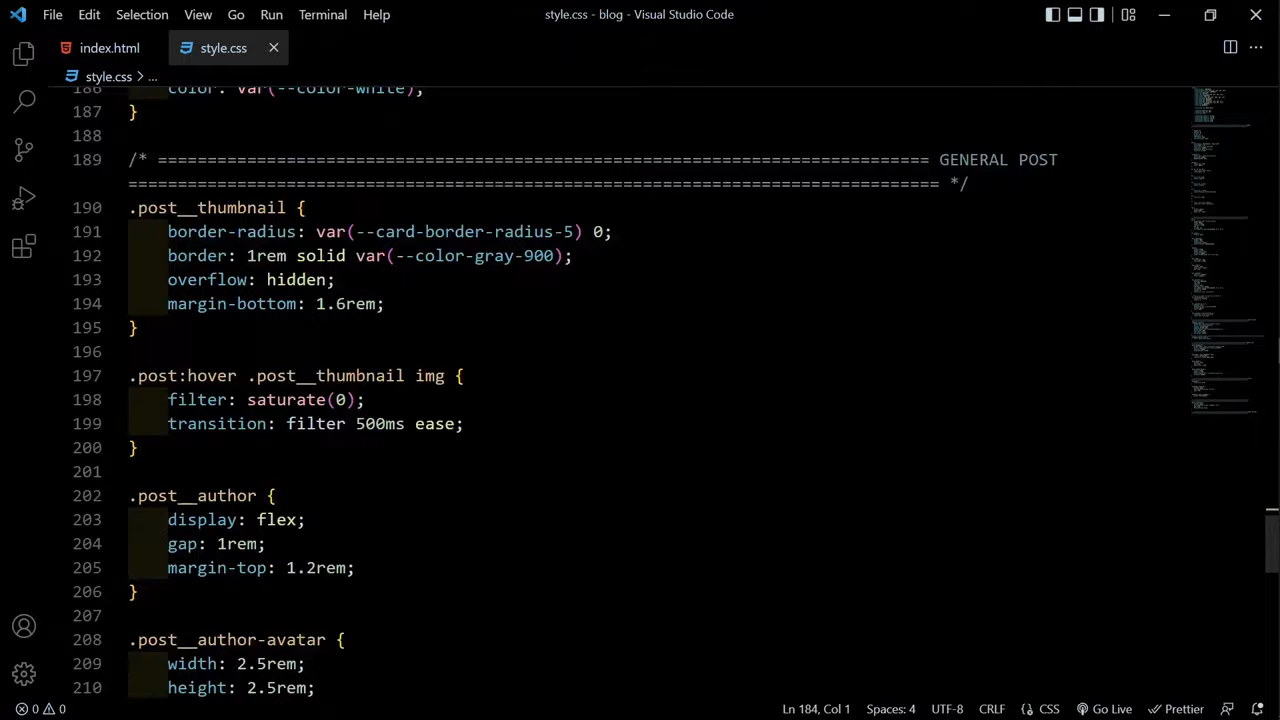 File Edit Selection View Go Run Terminal Help style.css - blog - Visual Studio Code
index.html style.css
style.css > ...
186 color: var(--color-white);
187 }
188
189 /* ============================================================================== GENERAL POST
================================================================================== */
190 .post__thumbnail {
191 border-radius: var(--card-border-radius-5) 0;
192 border: 1rem solid var(--color-gray-900);
193 overflow: hidden;
194 margin-bottom: 1.6rem;
195 }
196
197 .post:hover .post__thumbnail img {
198 filter: saturate(0);
199 transition: filter 500ms ease;
200 }
201
202 .post__author {
203 display: flex;
204 gap: 1rem;
205 margin-top: 1.2rem;
206 }
207
208 .post__author-avatar {
209 width: 2.5rem;
210 height: 2.5rem;
0 0 Ln 184, Col 1 Spaces: 4 UTF-8 CRLF {} CSS Go Live Prettier